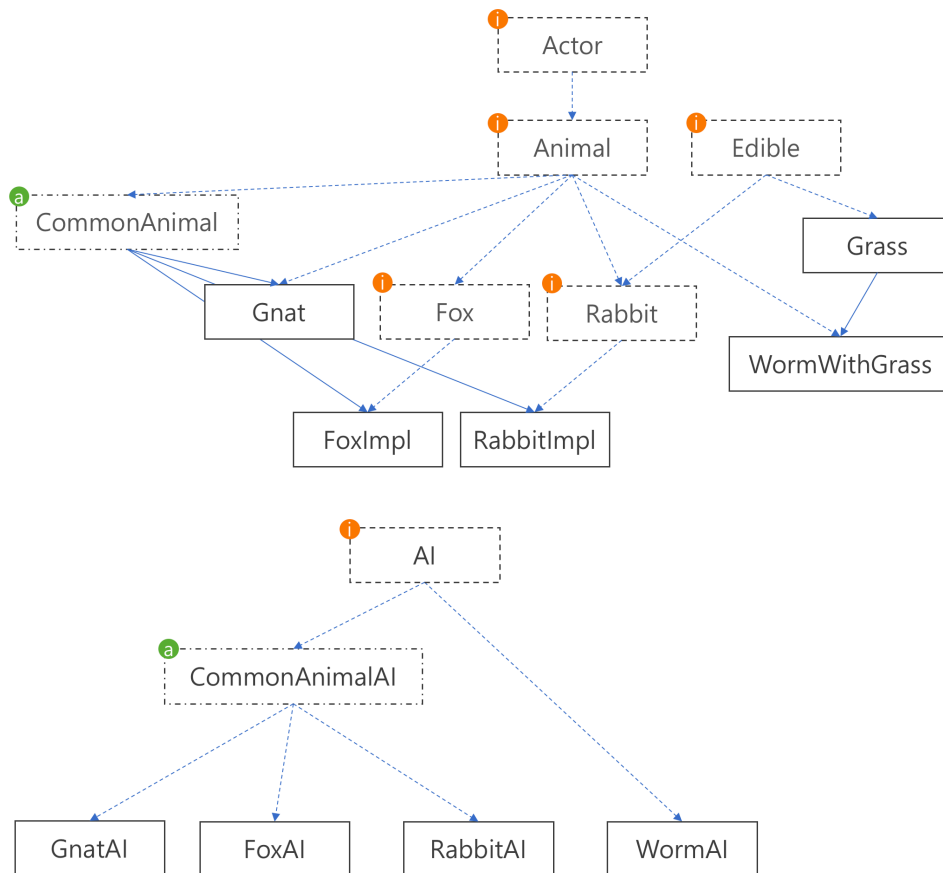 i
Actor
i
Animal
i
Edible
a
CommonAnimal
Grass
Gnat
i
Fox
i
Rabbit
WormWithGrass
FoxImpl
RabbitImpl
i
AI
a
CommonAnimalAI
GnatAI
FoxAI
RabbitAI
WormAI